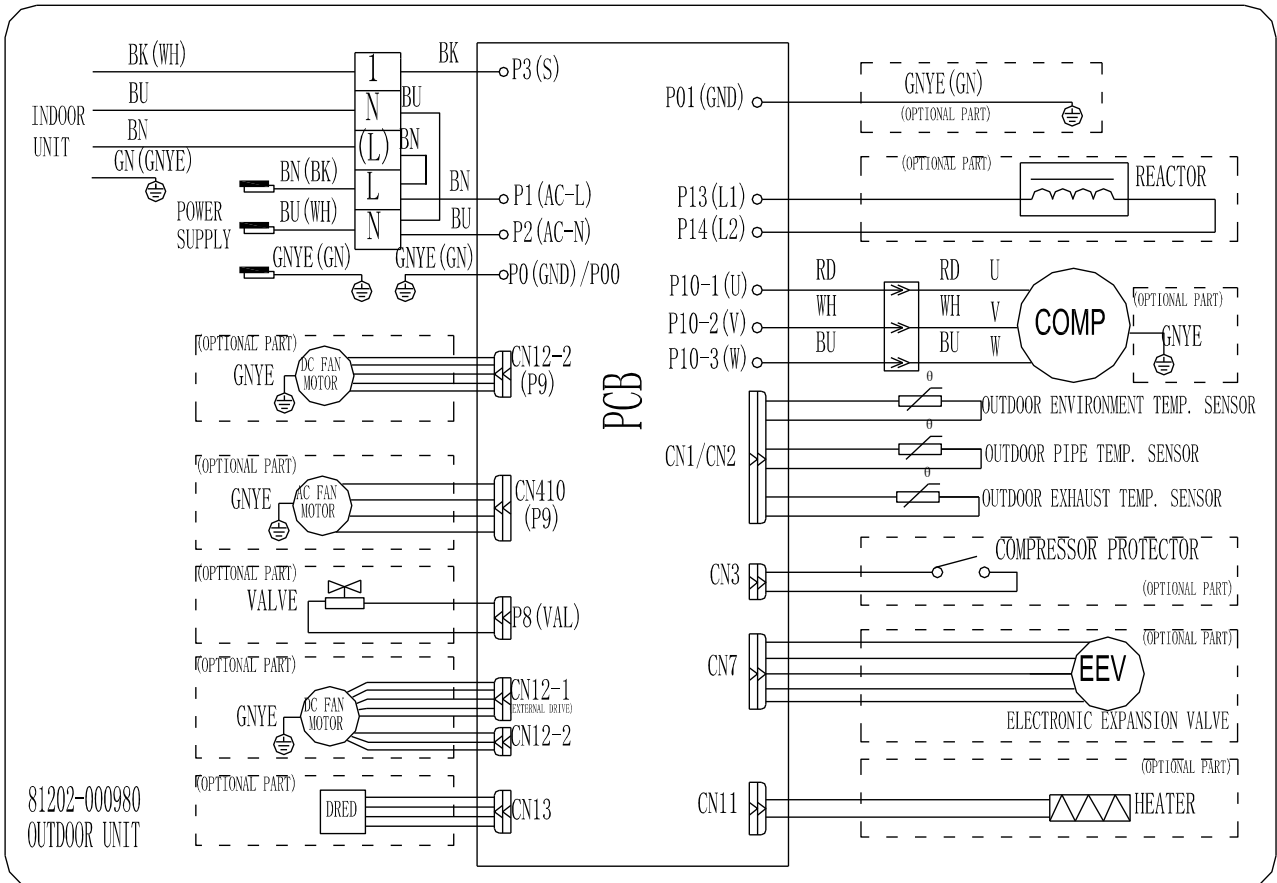 BK(WH)
BU
INDOOR
UNIT
BN
GN(GNYE)
1
N
(L)
L
N
BK
BU
BN
BN
BU
BN(BK)
POWER
SUPPLY
BU(WH)
GNYE(GN)
GNYE(GN)
P3(S)
P1(AC-L)
P2(AC-N)
P0(GND)/P00
(OPTIONAL PART)
GNYE
DC FAN
MOTOR
CN12-2
(P9)
(OPTIONAL PART)
GNYE
AC FAN
MOTOR
CN410
(P9)
(OPTIONAL PART)
VALVE
P8(VAL)
(OPTIONAL PART)
GNYE
DC FAN
MOTOR
CN12-1
(EXTERNAL DRIVE)
CN12-2
(OPTIONAL PART)
DRED
CN13
81202-000980
OUTDOOR UNIT
PCB
P01(GND)
GNYE(GN)
(OPTIONAL PART)
(OPTIONAL PART)
REACTOR
P13(L1)
P14(L2)
P10-1(U)
RD
RD
U
P10-2(V)
WH
WH
V
P10-3(W)
BU
BU
W
COMP
(OPTIONAL PART)
GNYE
CN1/CN2
θ
OUTDOOR ENVIRONMENT TEMP. SENSOR
θ
OUTDOOR PIPE TEMP. SENSOR
θ
OUTDOOR EXHAUST TEMP. SENSOR
CN3
COMPRESSOR PROTECTOR
(OPTIONAL PART)
CN7
(OPTIONAL PART)
EEV
ELECTRONIC EXPANSION VALVE
CN11
(OPTIONAL PART)
HEATER